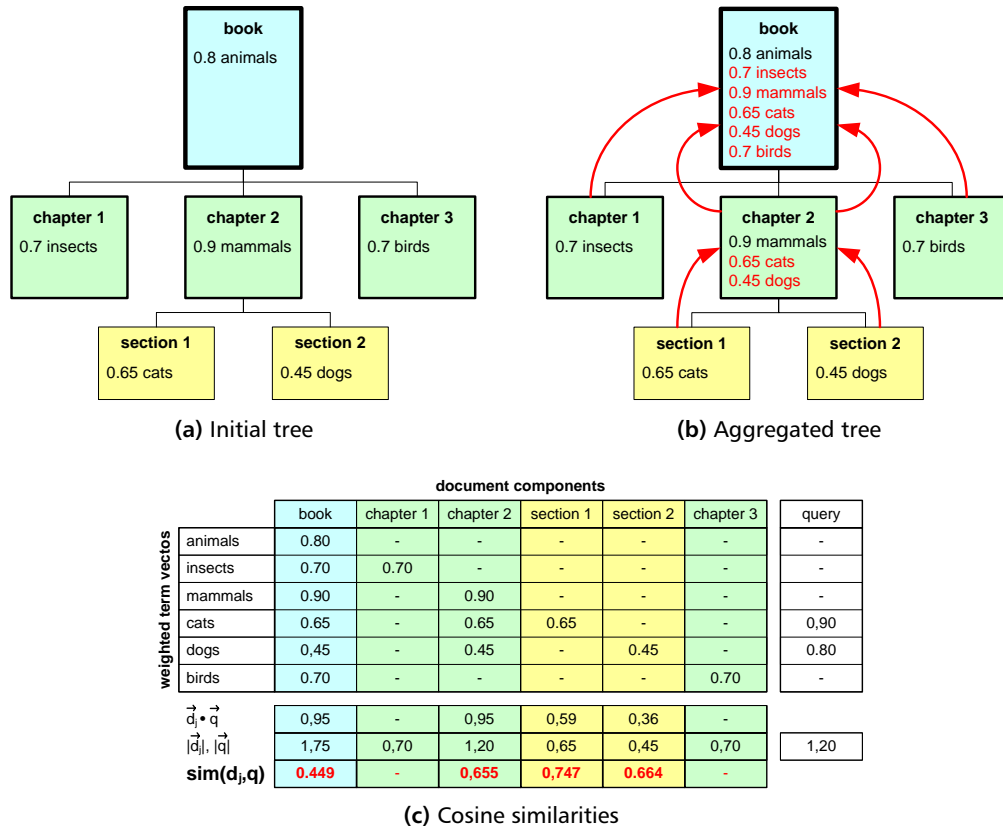 book
0.8 animals
chapter 1
0.7 insects
chapter 2
0.9 mammals
chapter 3
0.7 birds
section 1
0.65 cats
section 2
0.45 dogs
(a) Initial tree
book
0.8 animals
0.7 insects
0.9 mammals
0.65 cats
0.45 dogs
0.7 birds
chapter 1
0.7 insects
chapter 2
0.9 mammals
0.65 cats
0.45 dogs
chapter 3
0.7 birds
section 1
0.65 cats
section 2
0.45 dogs
(b) Aggregated tree
document components
weighted term vectos
book chapter 1 chapter 2 section 1 section 2 chapter 3 query
animals 0.80 - - - - - -
insects 0.70 0.70 - - - - -
mammals 0.90 - 0.90 - - - -
cats 0.65 - 0.65 0.65 - - 0,90
dogs 0,45 - 0.45 - 0.45 - 0.80
birds 0.70 - - - - 0.70 -
d⃗j • q⃗ 0,95 - 0,95 0,59 0,36 -
|d⃗j|, |q⃗| 1,75 0,70 1,20 0,65 0,45 0,70 1,20
sim(dj,q) 0.449 - 0,655 0,747 0.664 -
(c) Cosine similarities